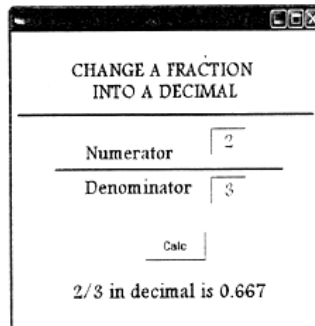 CHANGE A FRACTION
INTO A DECIMAL
Numerator 2
Denominator 3
Calc
2/3 in decimal is 0.667